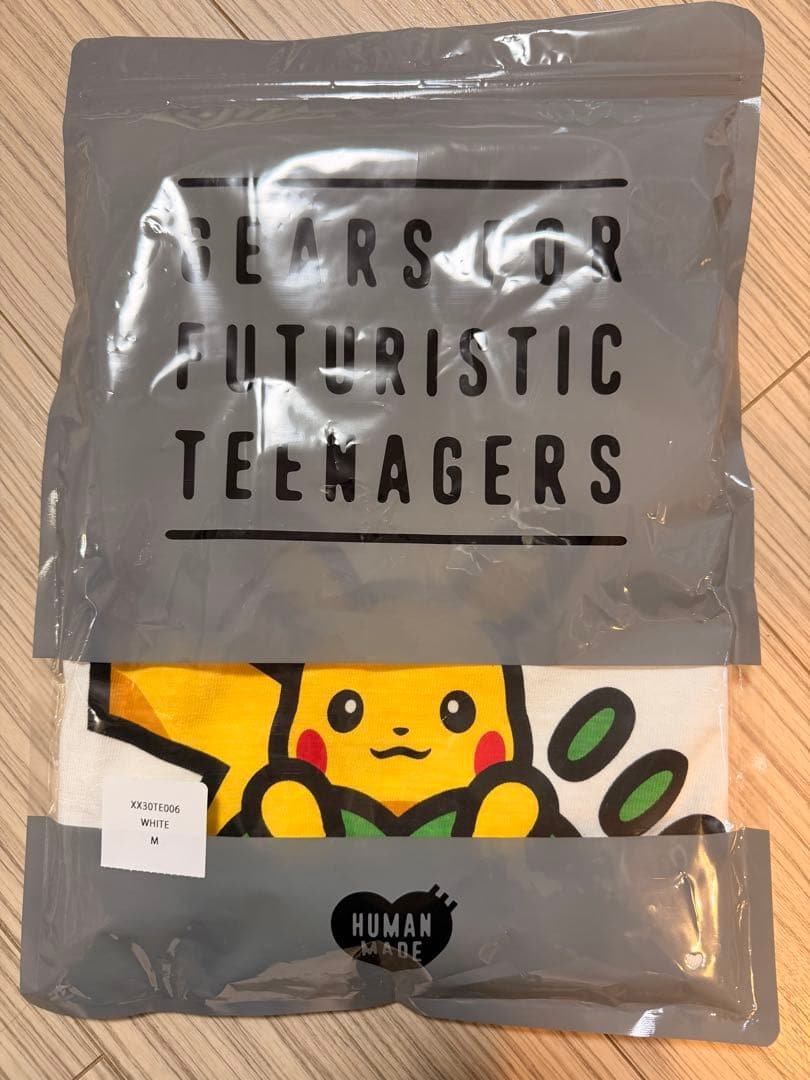 GEARS FOR
FUTURISTIC
TEENAGERS
XX30TE006
WHITE
M
HUMAN
MADE